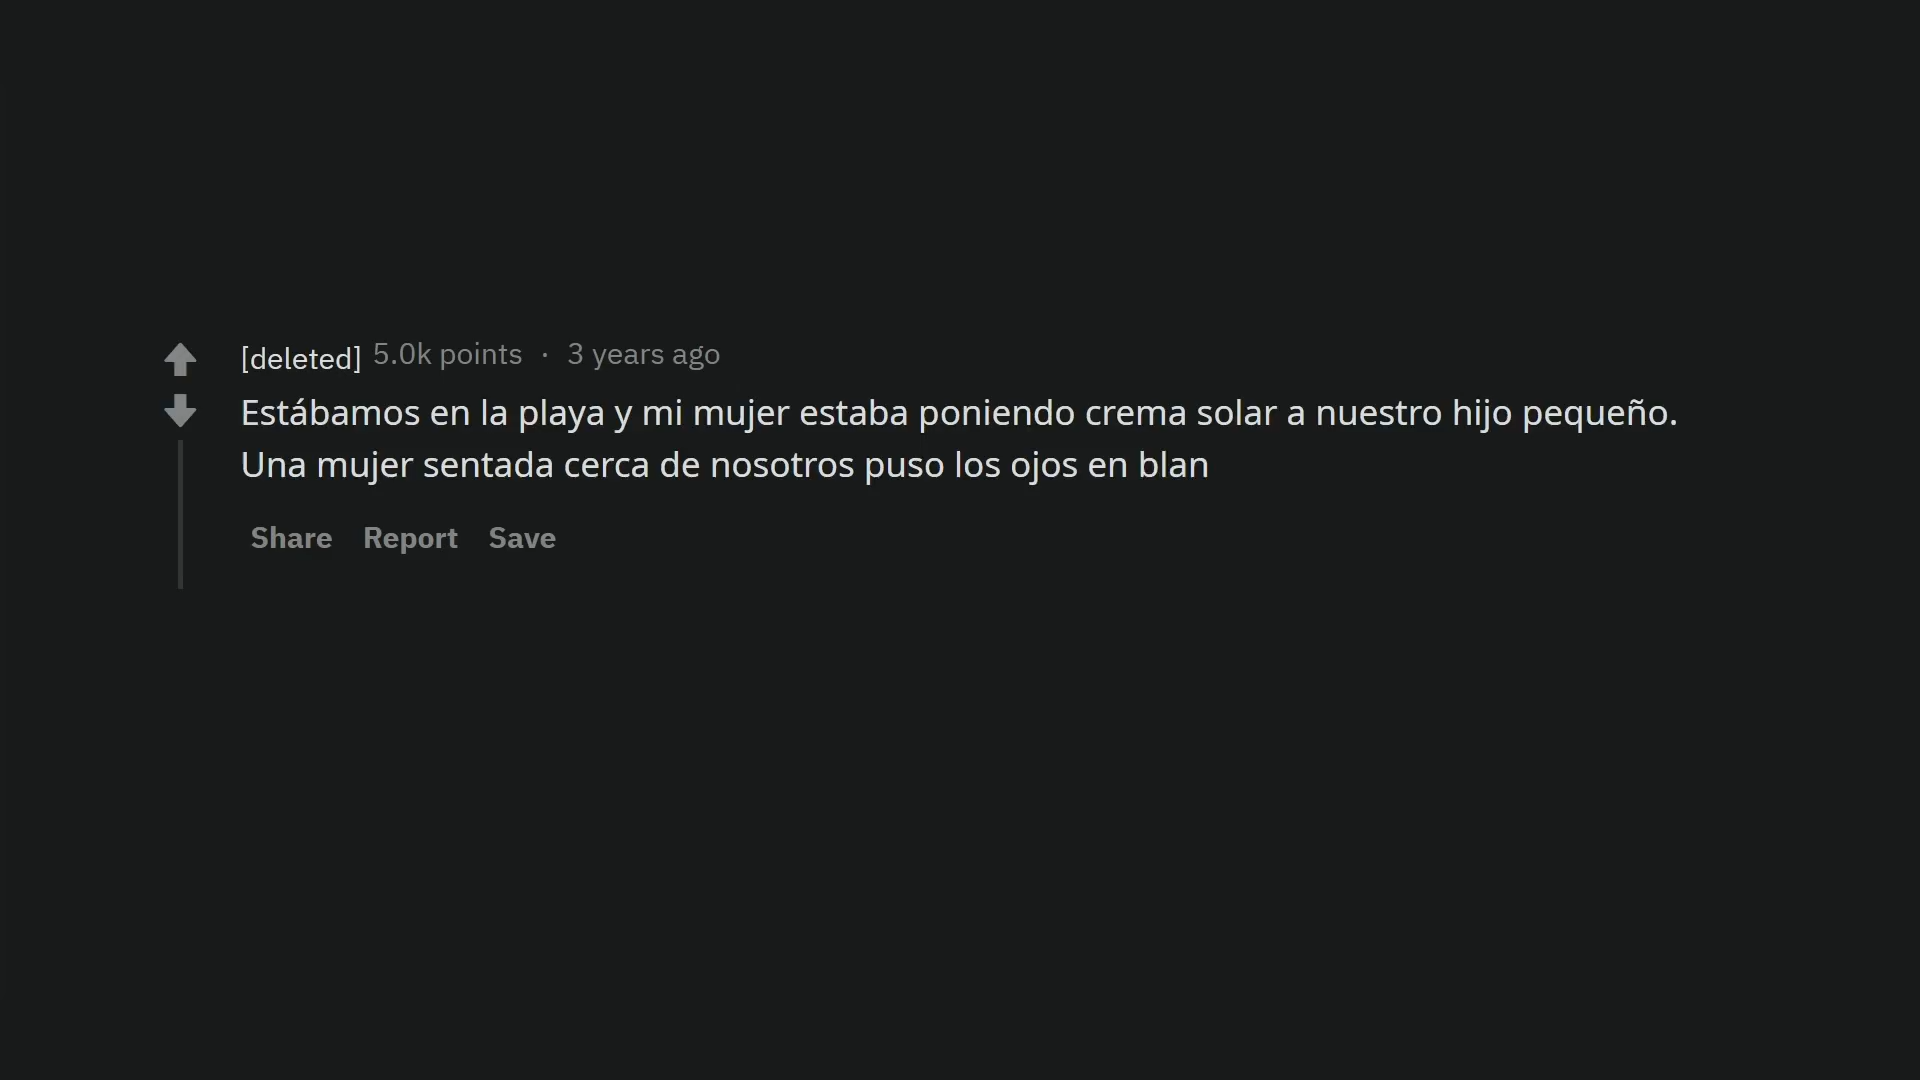 [deleted] 5.0k points · 3 years ago
Estábamos en la playa y mi mujer estaba poniendo crema solar a nuestro hijo pequeño.
Una mujer sentada cerca de nosotros puso los ojos en blan
Share Report Save